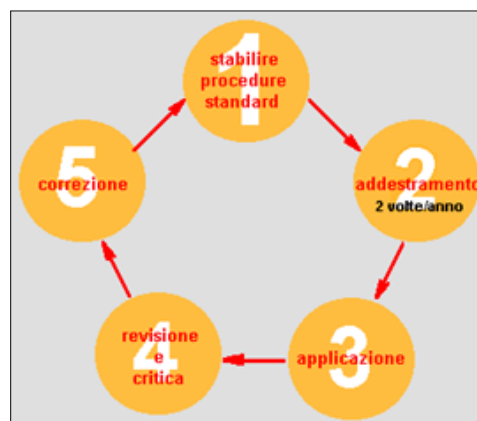 1
stabilire
procedure
standard
2
addestramento
2 volte/anno
3
applicazione
4
revisione
e
critica
5
correzione